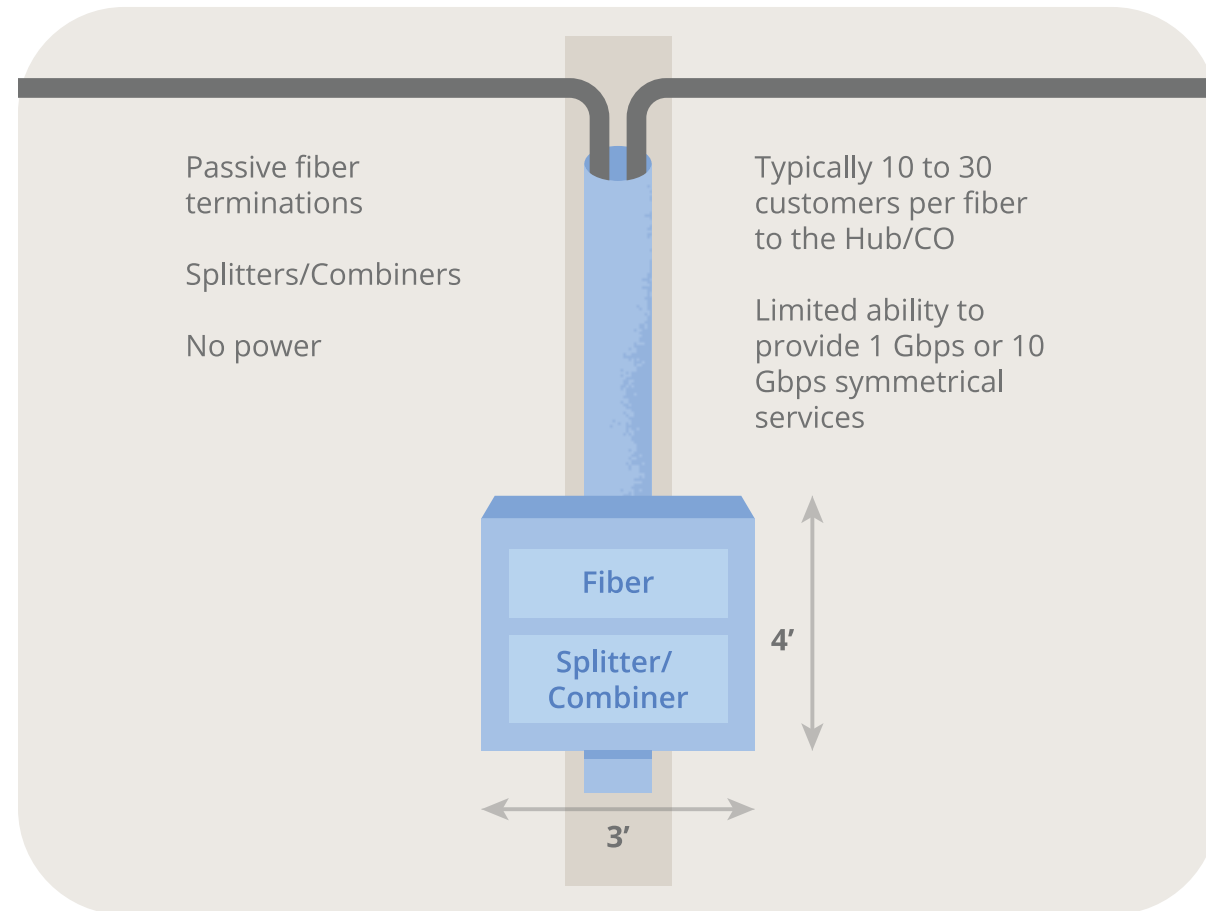 Passive fiber
terminations
Splitters/Combiners
No power
Typically 10 to 30
customers per fiber
to the Hub/CO
Limited ability to
provide 1 Gbps or 10
Gbps symmetrical
services
Fiber
Splitter/
Combiner
4’
3’